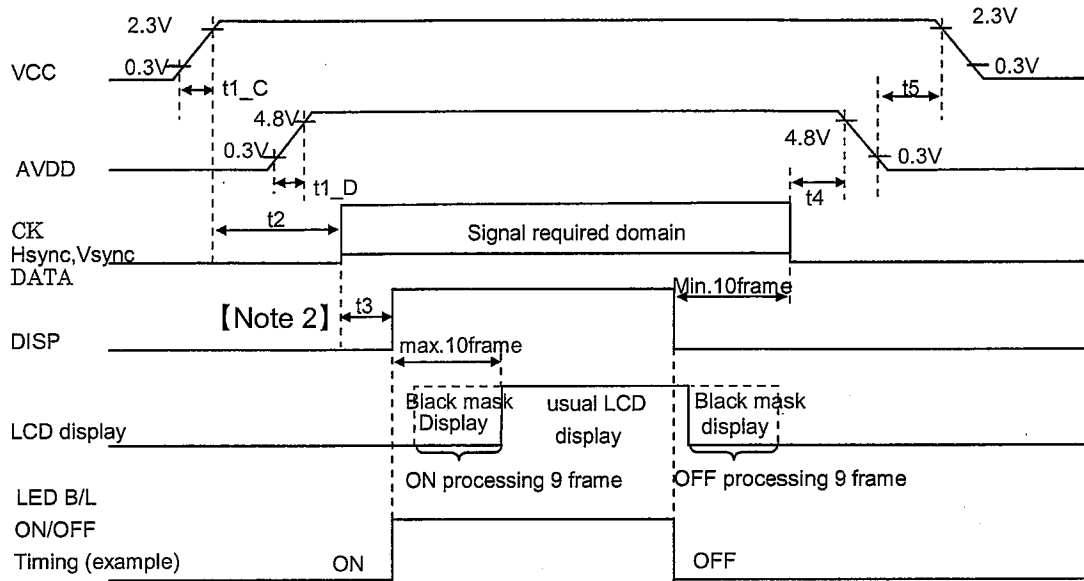 2.3V
2.3V
VCC
0.3V
0.3V
t1_C
t5
4.8V
4.8V
0.3V
0.3V
AVDD
t1_D
t4
t2
CK
Hsync,Vsync
DATA
Signal required domain
Min.10frame
【Note 2】
t3
DISP
max.10frame
Black mask
Display
usual LCD
display
Black mask
display
LCD display
ON processing 9 frame
OFF processing 9 frame
LED B/L
ON/OFF
Timing (example)
ON
OFF